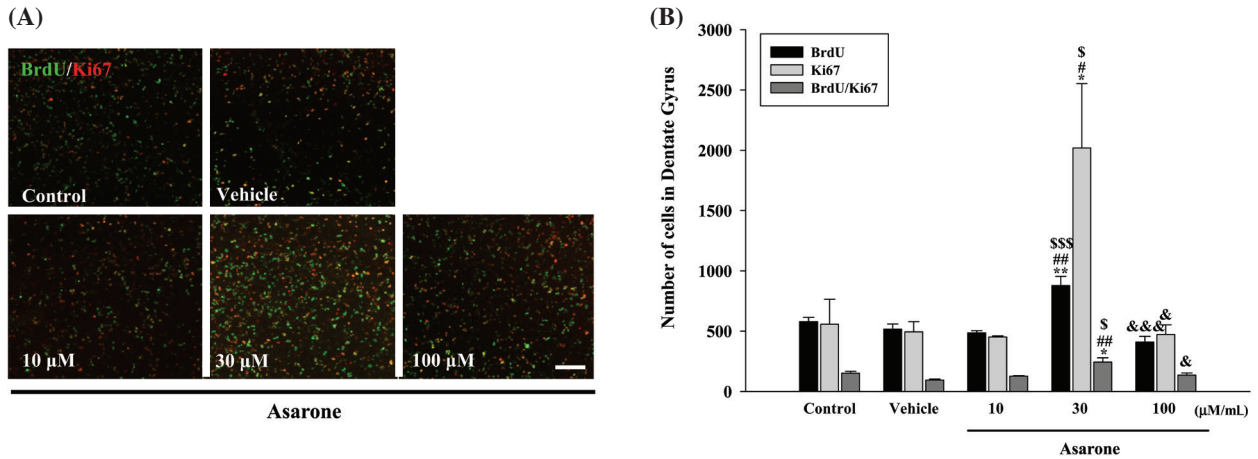 (A)
BrdU/Ki67
Control
Vehicle
10 µM
30 µM
100 µM
Asarone
(B)
Number of cells in Dentate Gyrus
3000
2500
2000
1500
1000
500
0
BrdU
Ki67
BrdU/Ki67
$$$
##
**
$
#
*
$
##
*
&&&
&
&
Control
Vehicle
10
30
100
(µM/mL)
Asarone